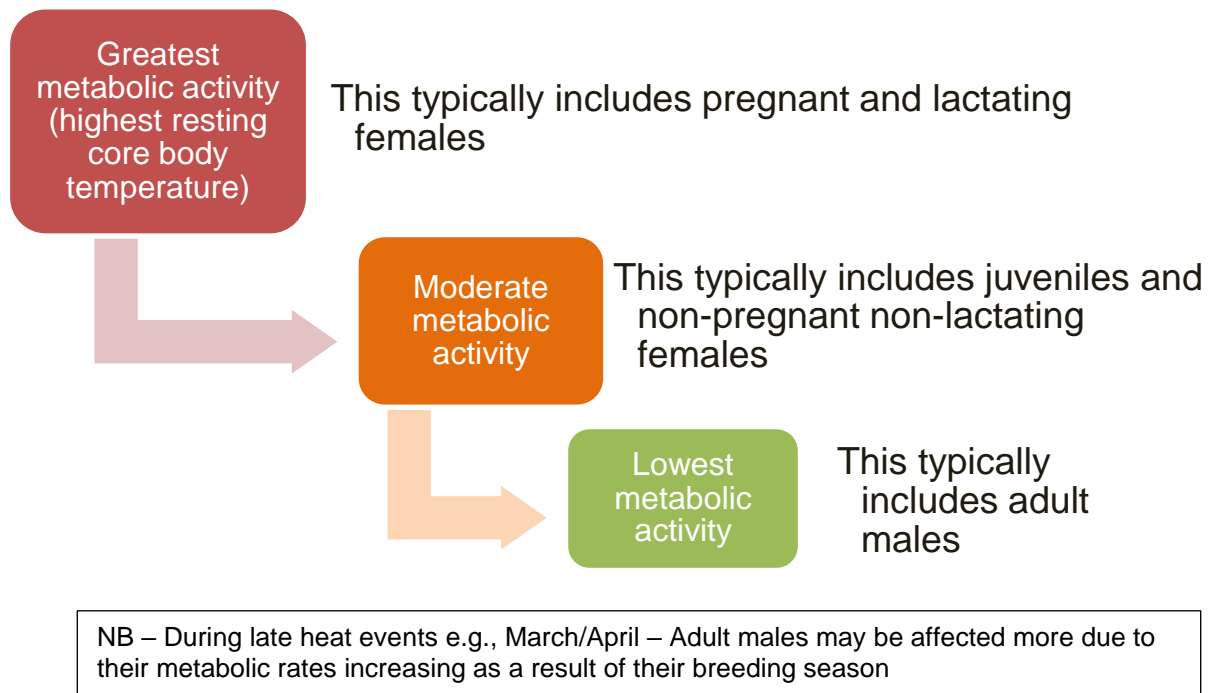 Greatest
metabolic activity
(highest resting
core body
temperature)
This typically includes pregnant and lactating
females
Moderate
metabolic
activity
This typically includes juveniles and
non-pregnant non-lactating
females
Lowest
metabolic
activity
This typically
includes adult
males
NB – During late heat events e.g., March/April – Adult males may be affected more due to
their metabolic rates increasing as a result of their breeding season